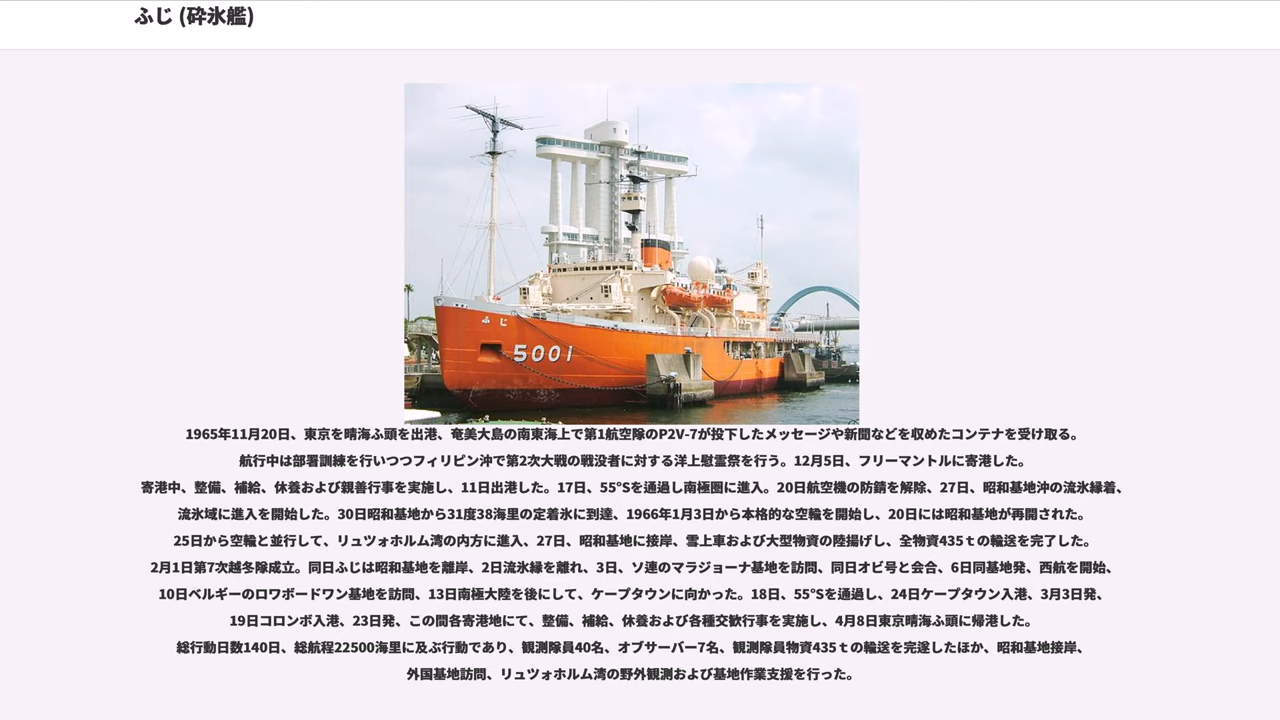 ふじ (砕氷艦)
ふじ
5001
1965年11月20日、東京を晴海ふ頭を出港、奄美大島の南東海上で第1航空隊のP2V-7が投下したメッセージや新聞などを収めたコンテナを受け取る。
航行中は部署訓練を行いつつフィリピン沖で第2次大戦の戦没者に対する洋上慰霊祭を行う。12月5日、フリーマントルに寄港した。
寄港中、整備、補給、休養および親善行事を実施し、11日出港した。17日、55°Sを通過し南極圏に進入。20日航空機の防錆を解除、27日、昭和基地沖の流氷縁着、
流氷域に進入を開始した。30日昭和基地から31度38海里の定着氷に到達、1966年1月3日から本格的な空輸を開始し、20日には昭和基地が再開された。
25日から空輸と並行して、リュツォホルム湾の内方に進入、27日、昭和基地に接岸、雪上車および大型物資の陸揚げし、全物資435ｔの輸送を完了した。
2月1日第7次越冬隊成立。同日ふじは昭和基地を離岸、2日流氷縁を離れ、3日、ソ連のマラジョーナ基地を訪問、同日オビ号と会合、6日同基地発、西航を開始、
10日ベルギーのロワボードワン基地を訪問、13日南極大陸を後にして、ケープタウンに向かった。18日、55°Sを通過し、24日ケープタウン入港、3月3日発、
19日コロンボ入港、23日発、この間各寄港地にて、整備、補給、休養および各種交歓行事を実施し、4月8日東京晴海ふ頭に帰港した。
総行動日数140日、総航程22500海里に及ぶ行動であり、観測隊員40名、オブサーバー7名、観測隊員物資435ｔの輸送を完遂したほか、昭和基地接岸、
外国基地訪問、リュツォホルム湾の野外観測および基地作業支援を行った。